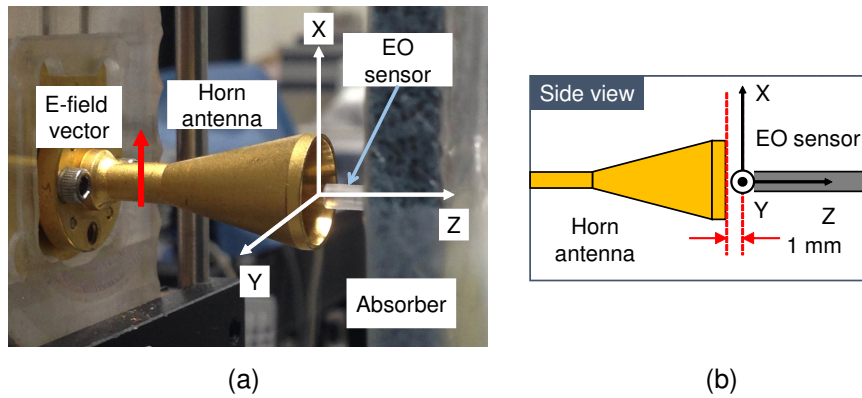 X
EO
sensor
E-field
vector
Horn
antenna
Z
Y
Absorber
(a)
Side view
X
EO sensor
Y
Z
Horn
antenna
1 mm
(b)